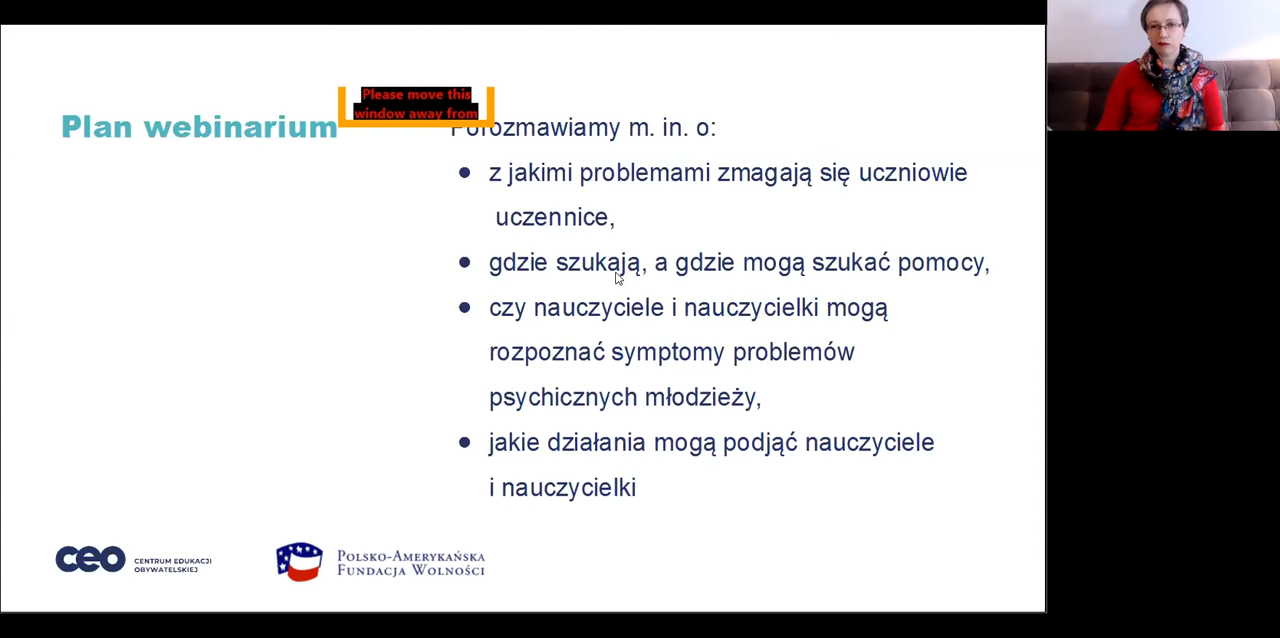 Please move this
window away from
Plan webinarium
Porozmawiamy m. in. o:
z jakimi problemami zmagają się uczniowie
uczennice,
gdzie szukają, a gdzie mogą szukać pomocy,
czy nauczyciele i nauczycielki mogą
rozpoznać symptomy problemów
psychicznych młodzieży,
jakie działania mogą podjąć nauczyciele
i nauczycielki
ceo
CENTRUM EDUKACJI
OBYWATELSKIEJ
POLSKO-AMERYKAŃSKA
FUNDACJA WOLNOŚCI